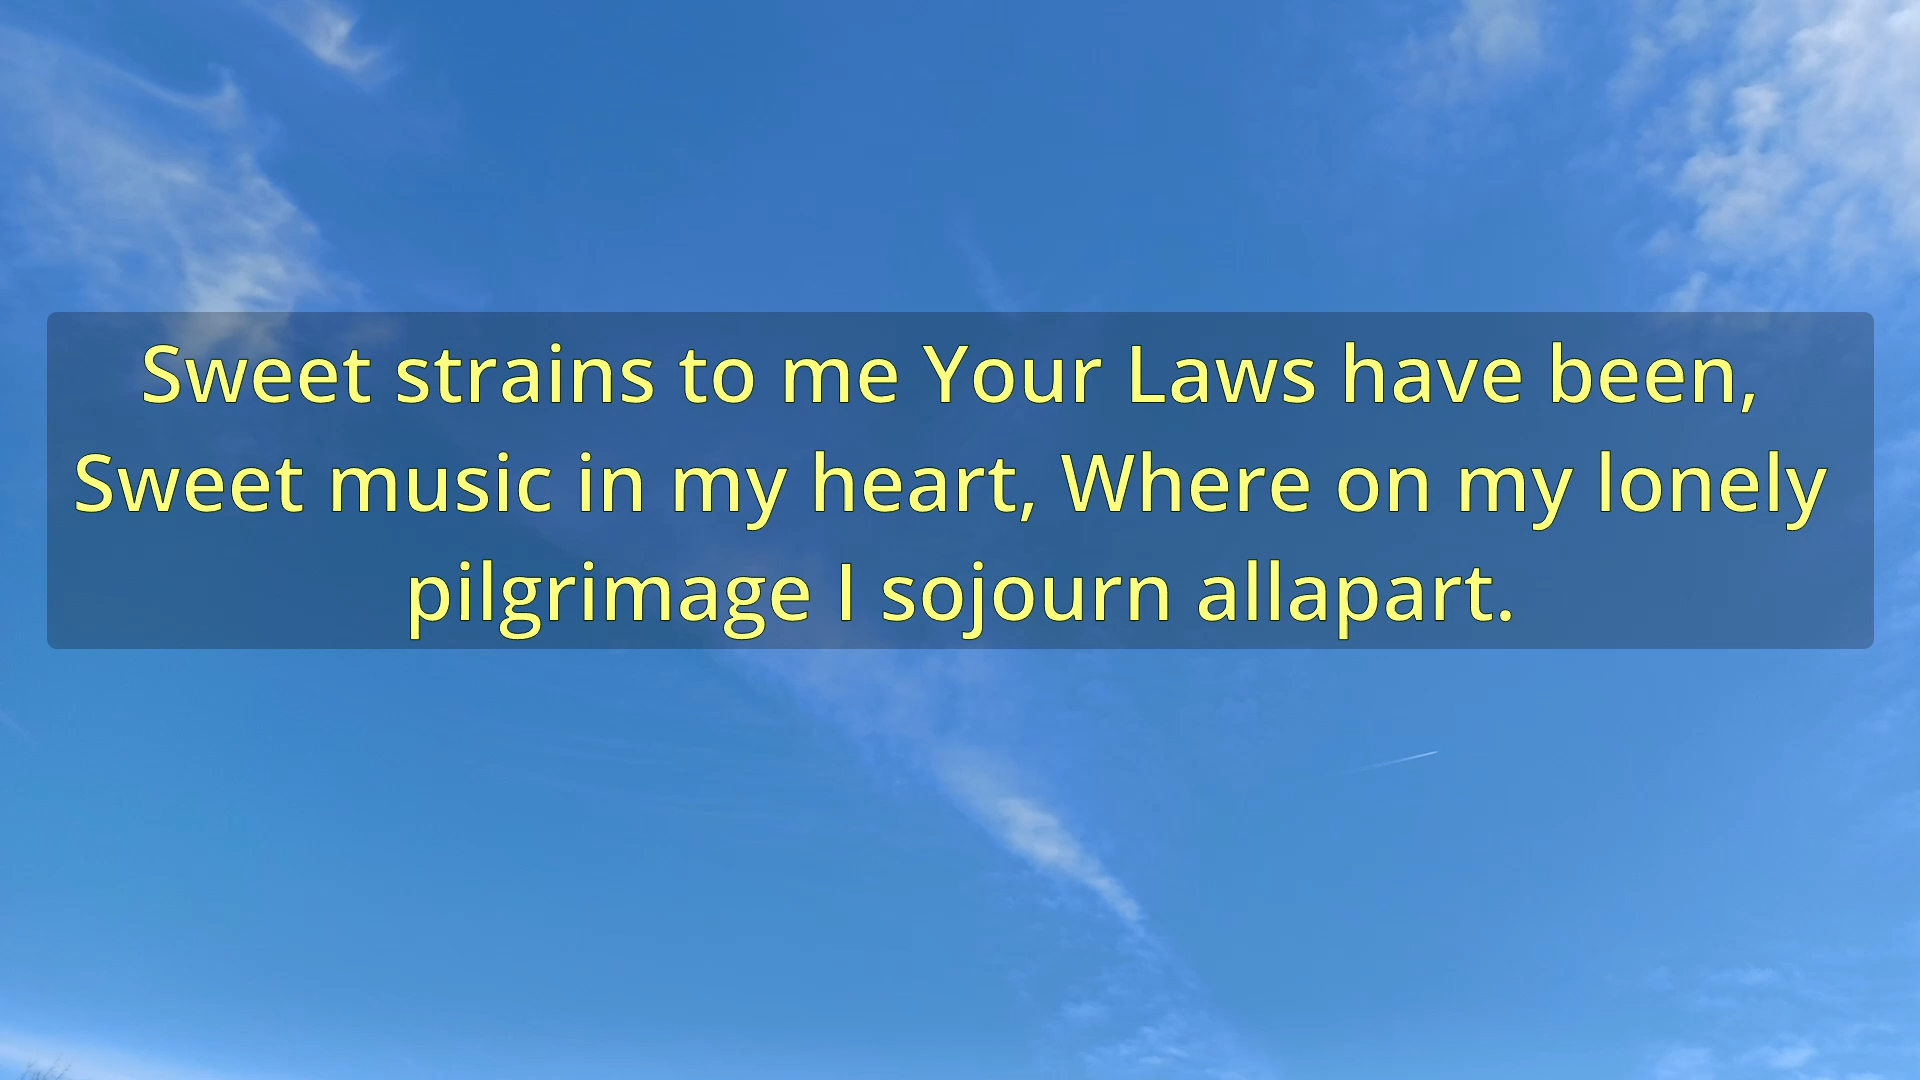 Sweet strains to me Your Laws have been,
Sweet music in my heart, Where on my lonely
pilgrimage I sojourn allapart.